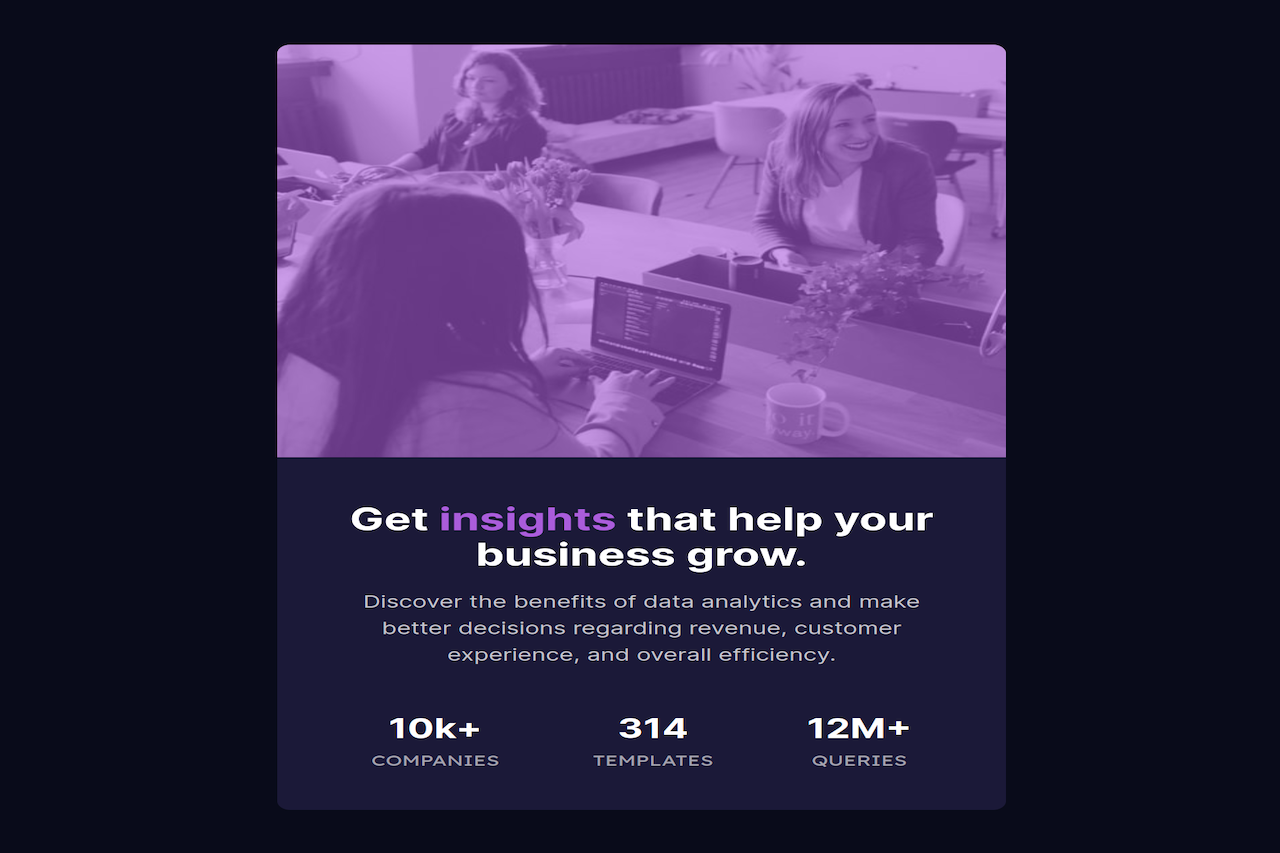 Get insights that help your
business grow.
Discover the benefits of data analytics and make
better decisions regarding revenue, customer
experience, and overall efficiency.
10k+ 314 12M+
COMPANIES TEMPLATES QUERIES